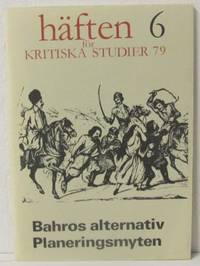 häften 6
för
KRITISKA STUDIER 79
Bahros alternativ
Planeringsmyten